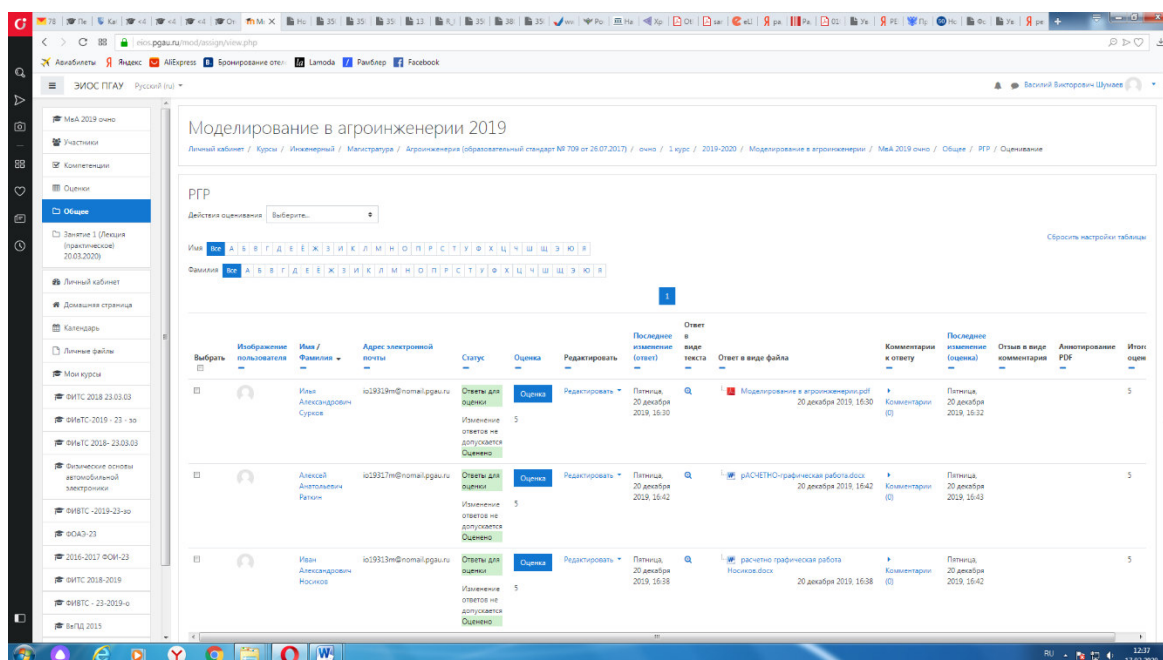 eios.pgau.ru/mod/assign/view.php
Авиабилеты Яндекс AliExpress Бронирование отел Lamoda Рамблер Facebook
ЭИОС ПГАУ Русский (ru)
Василий Викторович Шумаев
МвА 2019 очно
Участники
Компетенции
Оценки
Общее
Занятие 1 (Лекция
(практическое)
20.03.2020)
Личный кабинет
Домашняя страница
Календарь
Личные файлы
Мои курсы
ФИТС 2018 23.03.03
ФИвТС-2019 - 23 - зо
ФИвТС 2018- 23.03.03
Физические основы
автомобильной
электроники
ФИВТС -2019-23-зо
ФОАЭ-23
2016-2017 ФОИ-23
ФИТС 2018-2019
ФИВТС - 23-2019-о
ВеПД 2015
Моделирование в агроинженерии 2019
Личный кабинет / Курсы / Инженерный / Магистратура / Агроинженерия (образовательный стандарт № 709 от 26.07.2017) / очно / 1 курс / 2019-2020 / Моделирование в агроинженерии / МвА 2019 очно / Общее / РГР / Оценивание
РГР
Действия оценивания Выберите...
Сбросить настройки таблицы
Имя Все А Б В Г Д Е Ё Ж З И К Л М Н О П Р С Т У Ф Х Ц Ч Ш Щ Э Ю Я
Фамилия Все А Б В Г Д Е Ё Ж З И К Л М Н О П Р С Т У Ф Х Ц Ч Ш Щ Э Ю Я
1
Выбрать
Изображение
пользователя
Имя /
Фамилия
Адрес электронной
почты
Статус
Оценка
Редактировать
Последнее
изменение
(ответ)
Ответ
в
виде
текста
Ответ в виде файла
Комментарии
к ответу
Последнее
изменение
(оценка)
Отзыв в виде
комментария
Аннотирование
PDF
Итого
оцен
Илья
Александрович
Сурков
io19319m@nomail.pgau.ru
Ответы для
оценки
Изменение
ответов не
допускается
Оценено
Оценка
5
Редактировать
Пятница,
20 декабря
2019, 16:30
Моделирование в агроинженерии.pdf
20 декабря 2019, 16:30
Комментарии
(0)
Пятница,
20 декабря
2019, 16:32
5
Алексей
Анатольевич
Раткин
io19317m@nomail.pgau.ru
Ответы для
оценки
Изменение
ответов не
допускается
Оценено
Оценка
5
Редактировать
Пятница,
20 декабря
2019, 16:42
рАСЧЕТНО-графическая работа.docx
20 декабря 2019, 16:42
Комментарии
(0)
Пятница,
20 декабря
2019, 16:43
5
Иван
Александрович
Носиков
io19313m@nomail.pgau.ru
Ответы для
оценки
Изменение
ответов не
допускается
Оценено
Оценка
5
Редактировать
Пятница,
20 декабря
2019, 16:38
расчетно графическая работа
Носиков.docx
20 декабря 2019, 16:38
Комментарии
(0)
Пятница,
20 декабря
2019, 16:42
5
RU
12:37